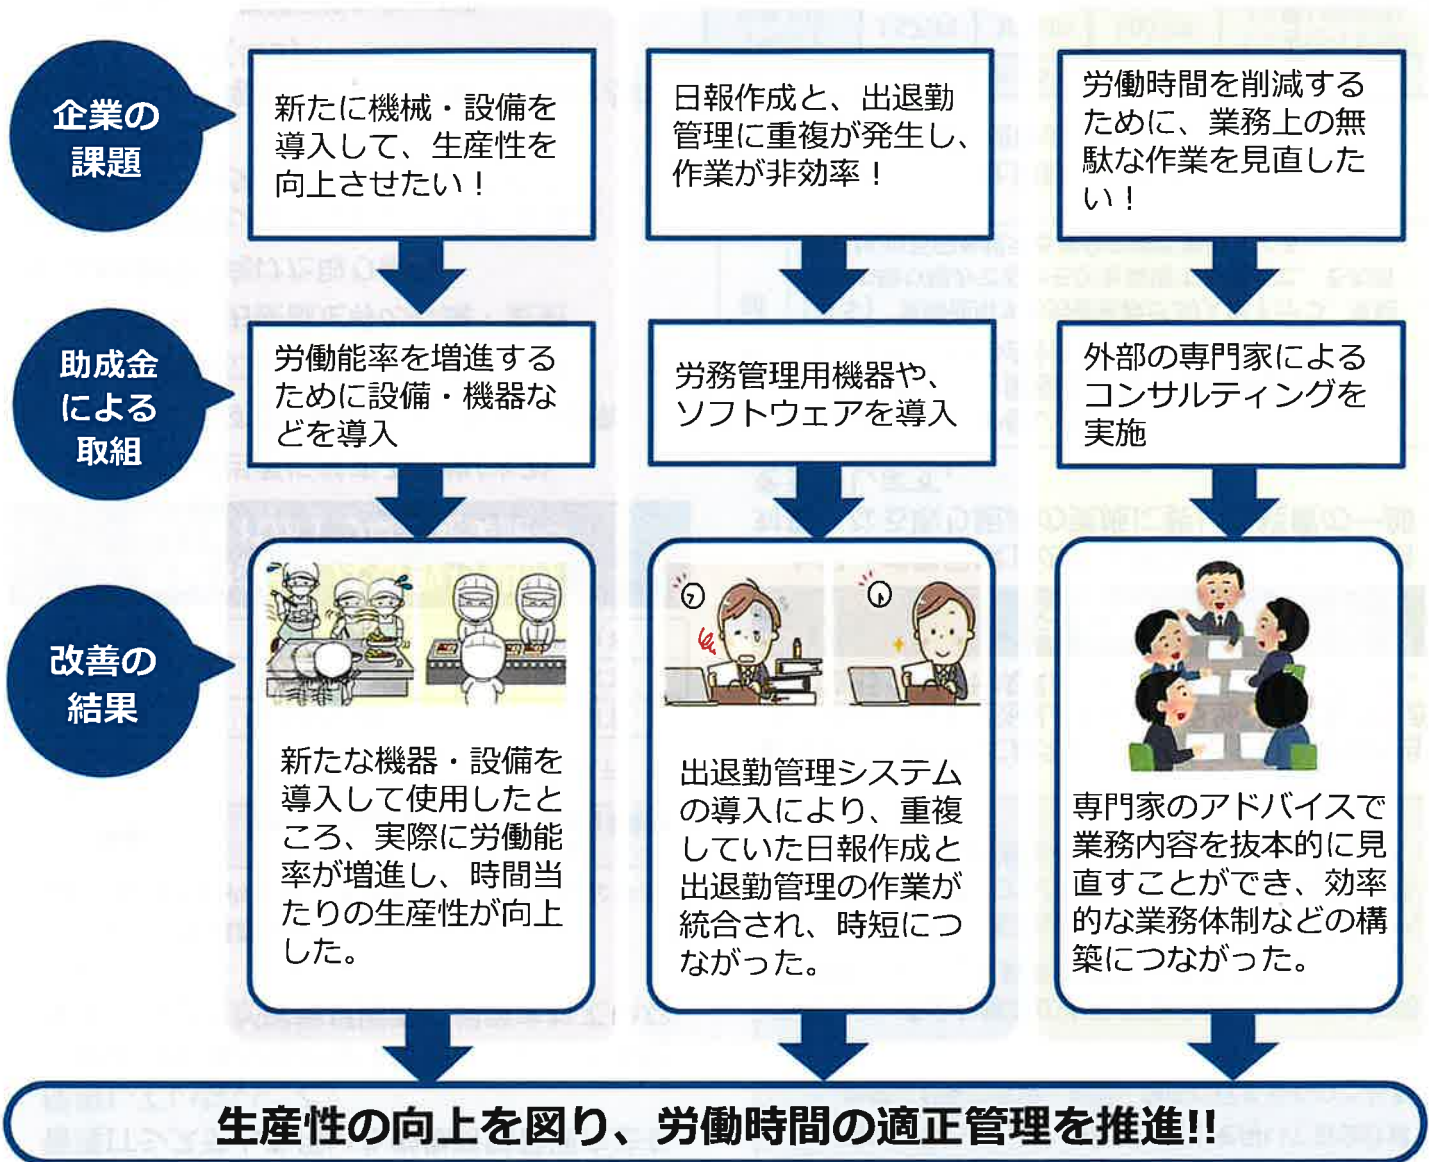 企業の
課題
新たに機械・設備を
導入して、生産性を
向上させたい！
日報作成と、出退勤
管理に重複が発生し、
作業が非効率！
労働時間を削減する
ために、業務上の無
駄な作業を見直した
い！
助成金
による
取組
労働能率を増進する
ために設備・機器な
どを導入
労務管理用機器や、
ソフトウェアを導入
外部の専門家による
コンサルティングを
実施
改善の
結果
新たな機器・設備を
導入して使用したと
ころ、実際に労働能
率が増進し、時間当
たりの生産性が向上
した。
出退勤管理システム
の導入により、重複
していた日報作成と
出退勤管理の作業が
統合され、時短につ
ながった。
専門家のアドバイスで
業務内容を抜本的に見
直すことができ、効率
的な業務体制などの構
築につながった。
生産性の向上を図り、労働時間の適正管理を推進!!